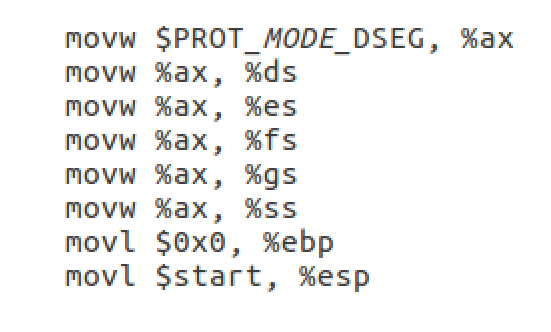 movw $PROT_MODE_DSEG, %ax
movw %ax, %ds
movw %ax, %es
movw %ax, %fs
movw %ax, %gs
movw %ax, %ss
movl $0x0, %ebp
movl $start, %esp